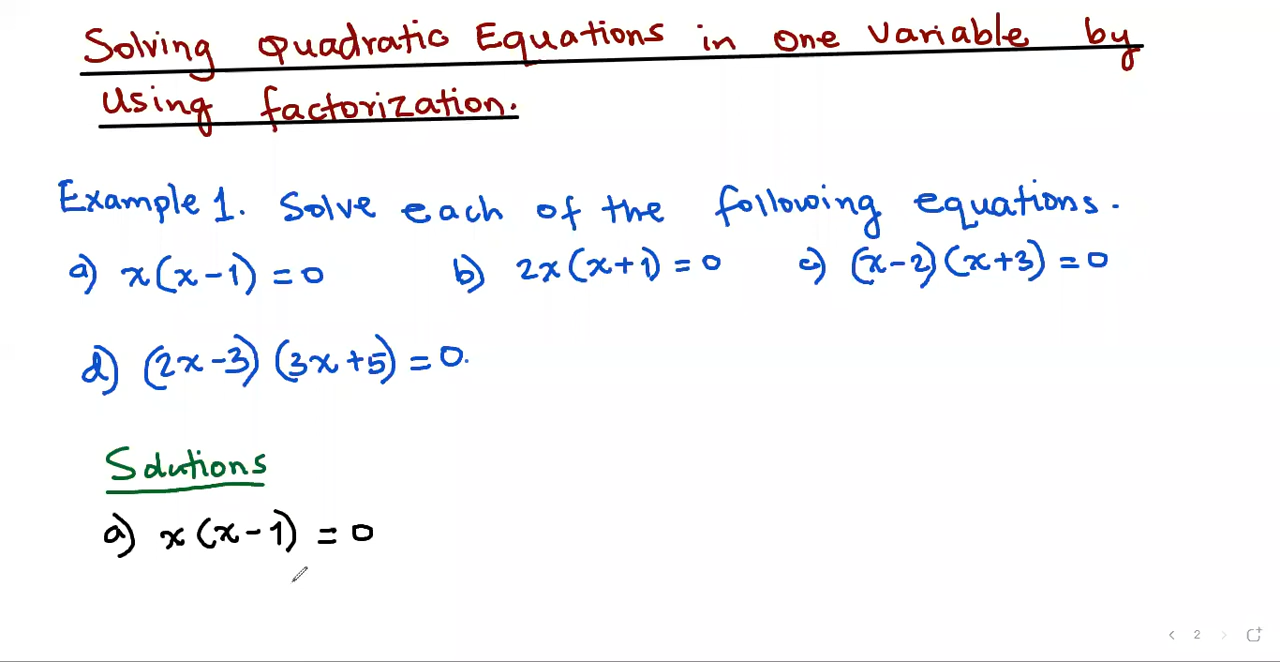 Solving Quadratic Equations in one variable by
using factorization.
Example 1. Solve each of the following equations.
a) x(x-1) = 0 b) 2x(x+1) = 0 c) (x-2)(x+3) = 0
d) (2x-3)(3x+5) = 0.
Solutions
a) x(x-1) = 0
< 2 >